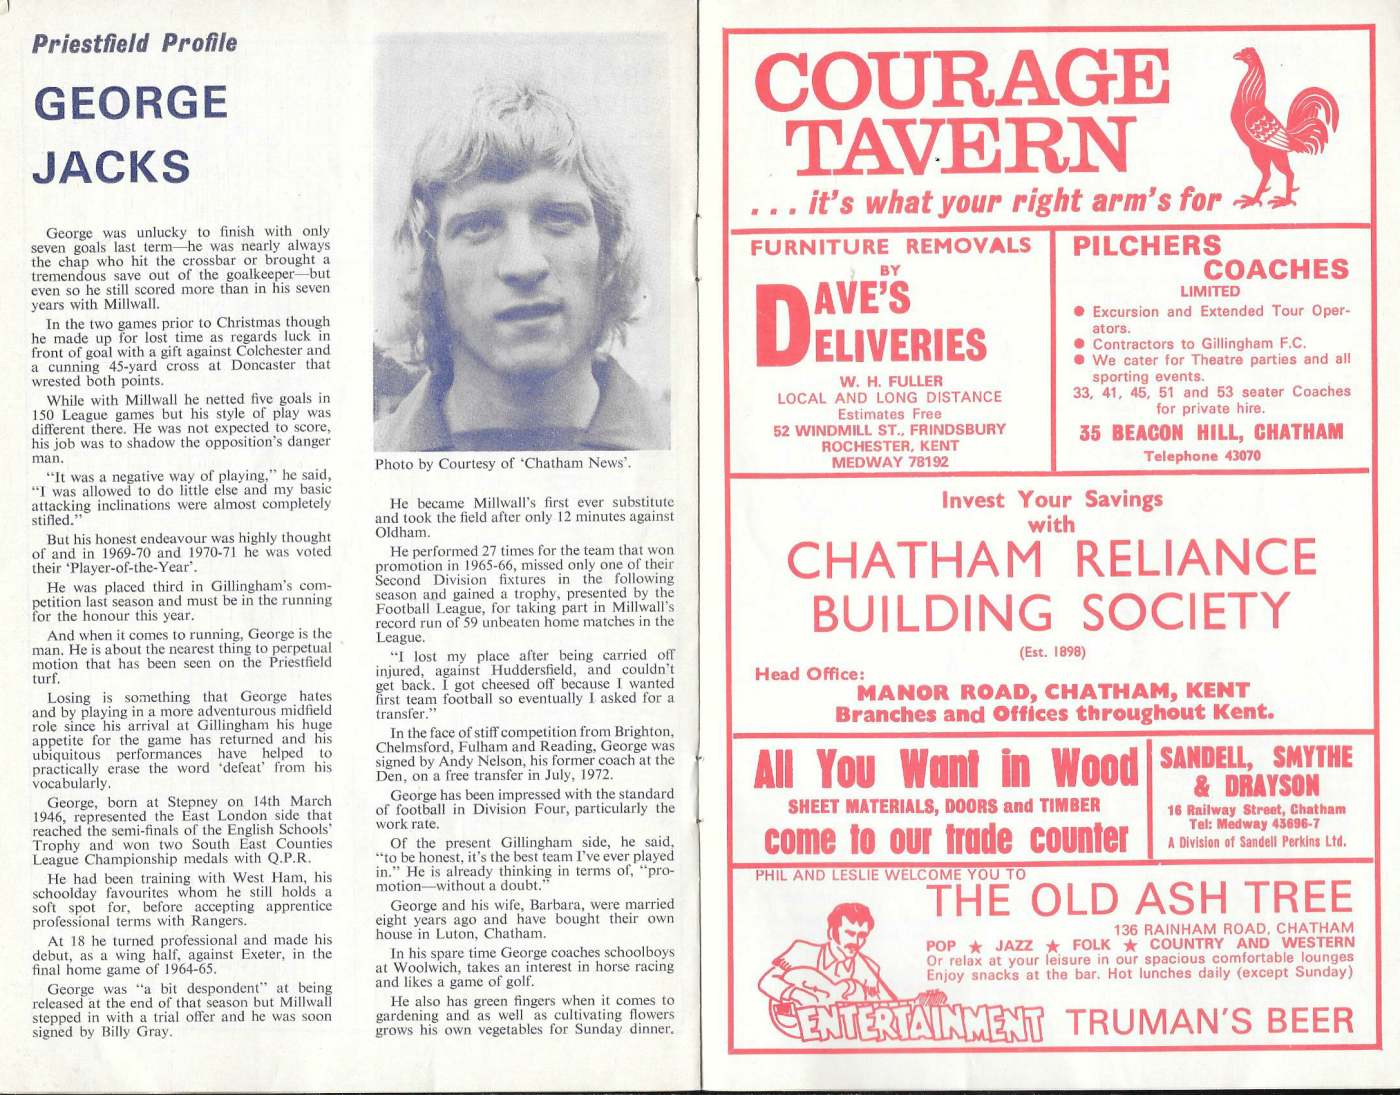 Priestfield Profile
GEORGE
JACKS
George was unlucky to finish with only
seven goals last term—he was nearly always
the chap who hit the crossbar or brought a
tremendous save out of the goalkeeper—but
even so he still scored more than in his seven
years with Millwall.
In the two games prior to Christmas though
he made up for lost time as regards luck in
front of goal with a gift against Colchester and
a cunning 45-yard cross at Doncaster that
wrested both points.
While with Millwall he netted five goals in
150 League games but his style of play was
different there. He was not expected to score,
his job was to shadow the opposition's danger
man.
“It was a negative way of playing,” he said,
“I was allowed to do little else and my basic
attacking inclinations were almost completely
stifled.”
But his honest endeavour was highly thought
of and in 1969-70 and 1970-71 he was voted
their ‘Player-of-the-Year’.
He was placed third in Gillingham's com-
petition last season and must be in the running
for the honour this year.
And when it comes to running, George is the
man. He is about the nearest thing to perpetual
motion that has been seen on the Priestfield
turf.
Losing is something that George hates
and by playing in a more adventurous midfield
role since his arrival at Gillingham his huge
appetite for the game has returned and his
ubiquitous performances have helped to
practically erase the word ‘defeat’ from his
vocabularly.
George, born at Stepney on 14th March
1946, represented the East London side that
reached the semi-finals of the English Schools'
Trophy and won two South East Counties
League Championship medals with Q.P.R.
He had been training with West Ham, his
schoolday favourites whom he still holds a
soft spot for, before accepting apprentice
professional terms with Rangers.
At 18 he turned professional and made his
debut, as a wing half, against Exeter, in the
final home game of 1964-65.
George was “a bit despondent” at being
released at the end of that season but Millwall
stepped in with a trial offer and he was soon
signed by Billy Gray.
Photo by Courtesy of ‘Chatham News’.
He became Millwall's first ever substitute
and took the field after only 12 minutes against
Oldham.
He performed 27 times for the team that won
promotion in 1965-66, missed only one of their
Second Division fixtures in the following
season and gained a trophy, presented by the
Football League, for taking part in Millwall's
record run of 59 unbeaten home matches in the
League.
“I lost my place after being carried off
injured, against Huddersfield, and couldn't
get back. I got cheesed off because I wanted
first team football so eventually I asked for a
transfer.”
In the face of stiff competition from Brighton,
Chelmsford, Fulham and Reading, George was
signed by Andy Nelson, his former coach at the
Den, on a free transfer in July, 1972.
George has been impressed with the standard
of football in Division Four, particularly the
work rate.
Of the present Gillingham side, he said,
“to be honest, it's the best team I've ever played
in.” He is already thinking in terms of, “pro-
motion—without a doubt.”
George and his wife, Barbara, were married
eight years ago and have bought their own
house in Luton, Chatham.
In his spare time George coaches schoolboys
at Woolwich, takes an interest in horse racing
and likes a game of golf.
He also has green fingers when it comes to
gardening and as well as cultivating flowers
grows his own vegetables for Sunday dinner.
COURAGE
TAVERN
... it's what your right arm's for
FURNITURE REMOVALS
BY
DAVE'S
DELIVERIES
W. H. FULLER
LOCAL AND LONG DISTANCE
Estimates Free
52 WINDMILL ST., FRINDSBURY
ROCHESTER, KENT
MEDWAY 78192
PILCHERS
COACHES
LIMITED
● Excursion and Extended Tour Oper-
ators.
● Contractors to Gillingham F.C.
● We cater for Theatre parties and all
sporting events.
33, 41, 45, 51 and 53 seater Coaches
for private hire.
35 BEACON HILL, CHATHAM
Telephone 43070
Invest Your Savings
with
CHATHAM RELIANCE
BUILDING SOCIETY
(Est. 1898)
Head Office:
MANOR ROAD, CHATHAM, KENT
Branches and Offices throughout Kent.
All You Want in Wood
SHEET MATERIALS, DOORS and TIMBER
come to our trade counter
SANDELL, SMYTHE
& DRAYSON
16 Railway Street, Chatham
Tel: Medway 43696-7
A Division of Sandell Perkins Ltd.
PHIL AND LESLIE WELCOME YOU TO
THE OLD ASH TREE
136 RAINHAM ROAD, CHATHAM
POP ★ JAZZ ★ FOLK ★ COUNTRY AND WESTERN
Or relax at your leisure in our spacious comfortable lounges
Enjoy snacks at the bar. Hot lunches daily (except Sunday)
ENTERTAINMENT
TRUMAN'S BEER